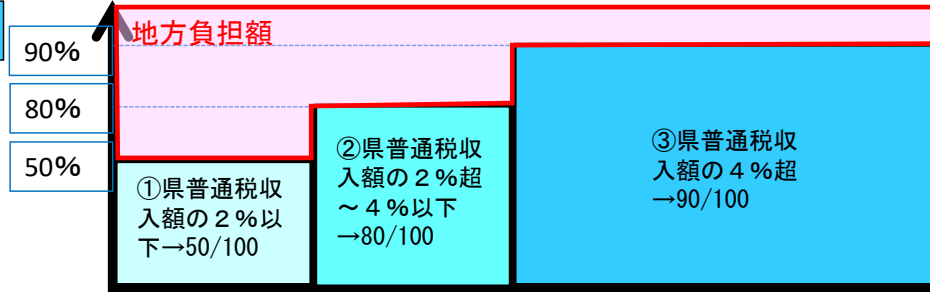 地方負担額
90%
80%
50%
①県普通税収
入額の２％以
下→50/100
②県普通税収
入額の２％超
～４％以下
→80/100
③県普通税収
入額の４％超
→90/100